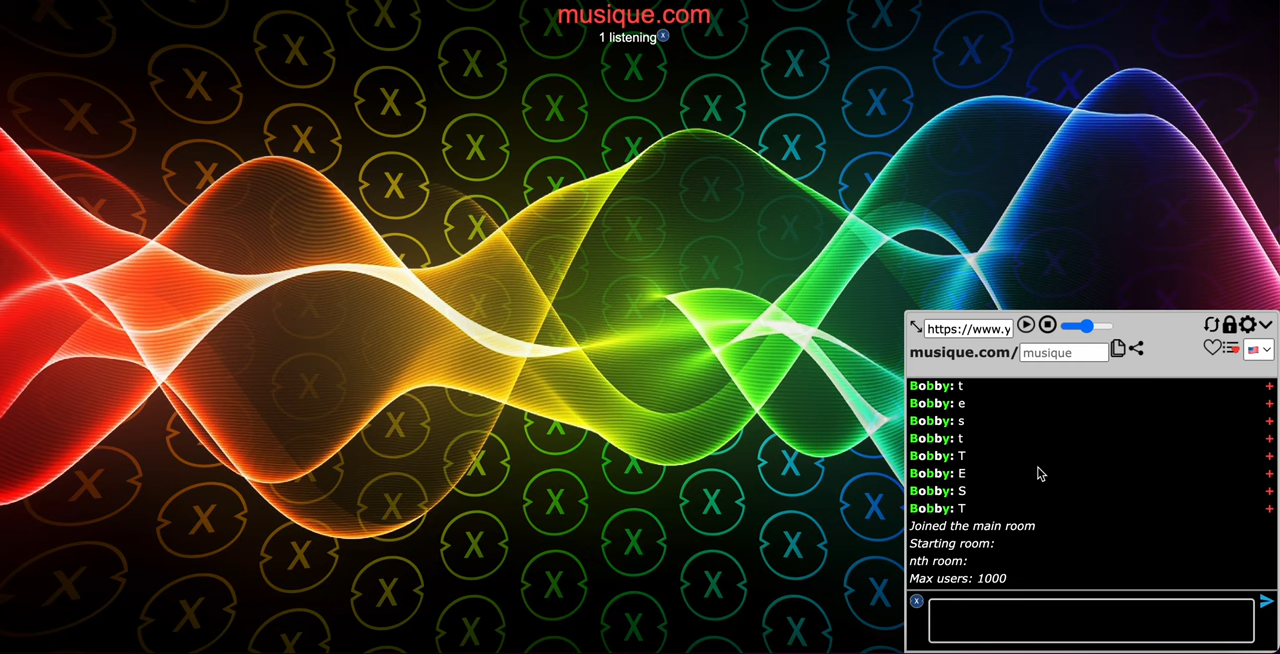 musique.com
1 listening
https://www.y
musique.com/ musique
Bobby: t +
Bobby: e +
Bobby: s +
Bobby: t +
Bobby: T +
Bobby: E +
Bobby: S +
Bobby: T +
Joined the main room
Starting room:
nth room:
Max users: 1000